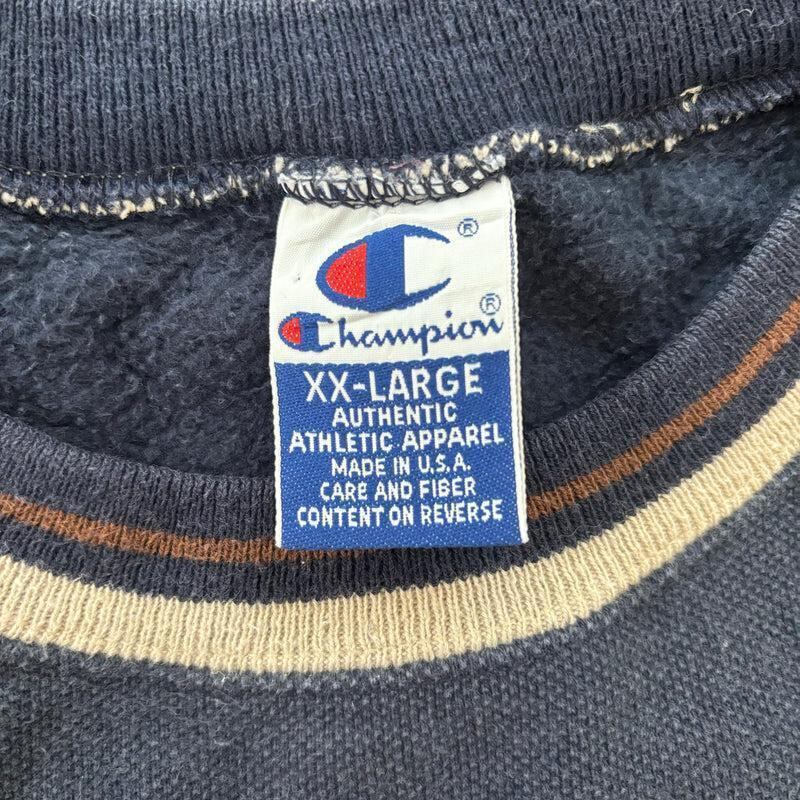 ®
Champion®
XX-LARGE
AUTHENTIC
ATHLETIC APPAREL
MADE IN U.S.A.
CARE AND FIBER
CONTENT ON REVERSE